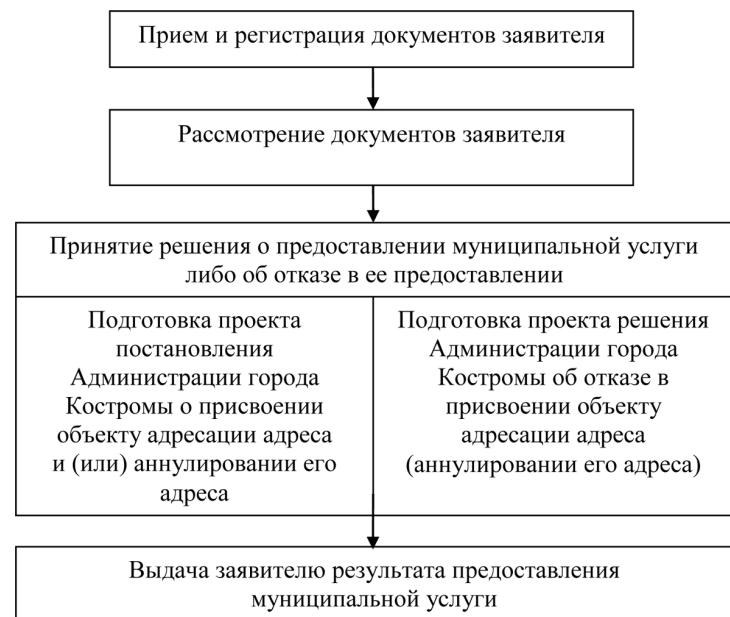 Прием и регистрация документов заявителя
Рассмотрение документов заявителя
Принятие решения о предоставлении муниципальной услуги
либо об отказе в ее предоставлении
Подготовка проекта
постановления
Администрации города
Костромы о присвоении
объекту адресации адреса
и (или) аннулировании его
адреса
Подготовка проекта решения
Администрации города
Костромы об отказе в
присвоении объекту
адресации адреса
(аннулировании его адреса)
Выдача заявителю результата предоставления
муниципальной услуги